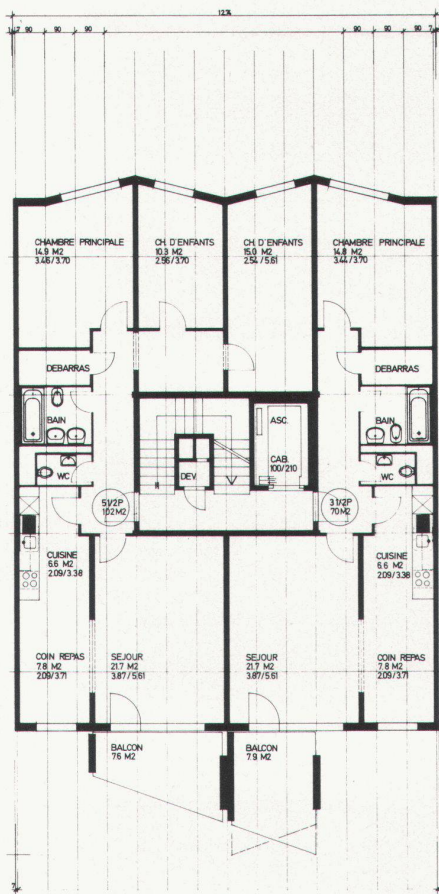 12.74
17 90 90 90 90 90 90 7
CHAMBRE PRINCIPALE
14.9 M2
3.46/3.70
CH. D'ENFANTS
10.3 M2
2.56/3.70
CH. D'ENFANTS
15.0 M2
2.54/5.61
CHAMBRE PRINCIPALE
14.8 M2
3.44/3.70
DEBARRAS
DEBARRAS
BAIN
ASC.
BAIN
CAB.
100/210
WC
DEV.
WC
5 1/2 P
102 M2
3 1/2 P
70 M2
CUISINE
6.6 M2
2.09/3.38
CUISINE
6.6 M2
2.09/3.38
COIN REPAS
7.8 M2
2.09/3.71
SEJOUR
21.7 M2
3.87/5.61
SEJOUR
21.7 M2
3.87/5.61
COIN REPAS
7.8 M2
2.09/3.71
BALCON
7.6 M2
BALCON
7.9 M2
7